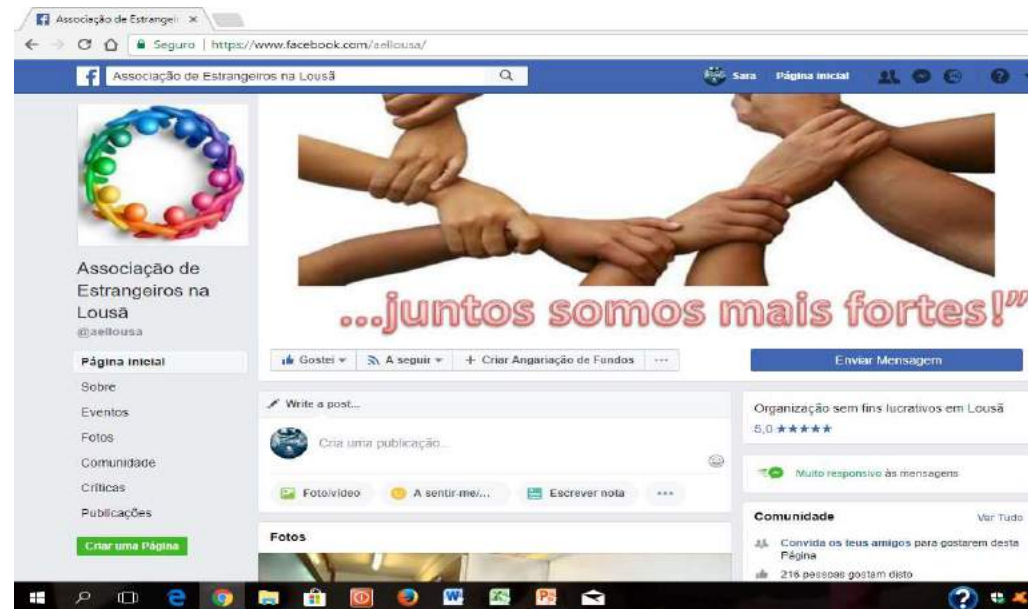 Associação de Estrangeir
Seguro | https://www.facebook.com/aellousa/
Associação de Estrangeiros na Lousã
Sara
Página inicial
...juntos somos mais fortes!"
Associação de
Estrangeiros na
Lousã
@aellousa
Gostei
A seguir
+ Criar Angariação de Fundos
...
Enviar Mensagem
Página inicial
Sobre
Eventos
Fotos
Comunidade
Críticas
Publicações
Criar uma Página
Write a post...
Cria uma publicação...
Foto/vídeo
A sentir-me/...
Escrever nota
...
Fotos
Organização sem fins lucrativos em Lousã
5,0 ★★★★★
Muito responsivo às mensagens
Comunidade
Ver Tudo
Convida os teus amigos para gostarem desta
Página
216 pessoas gostam disto